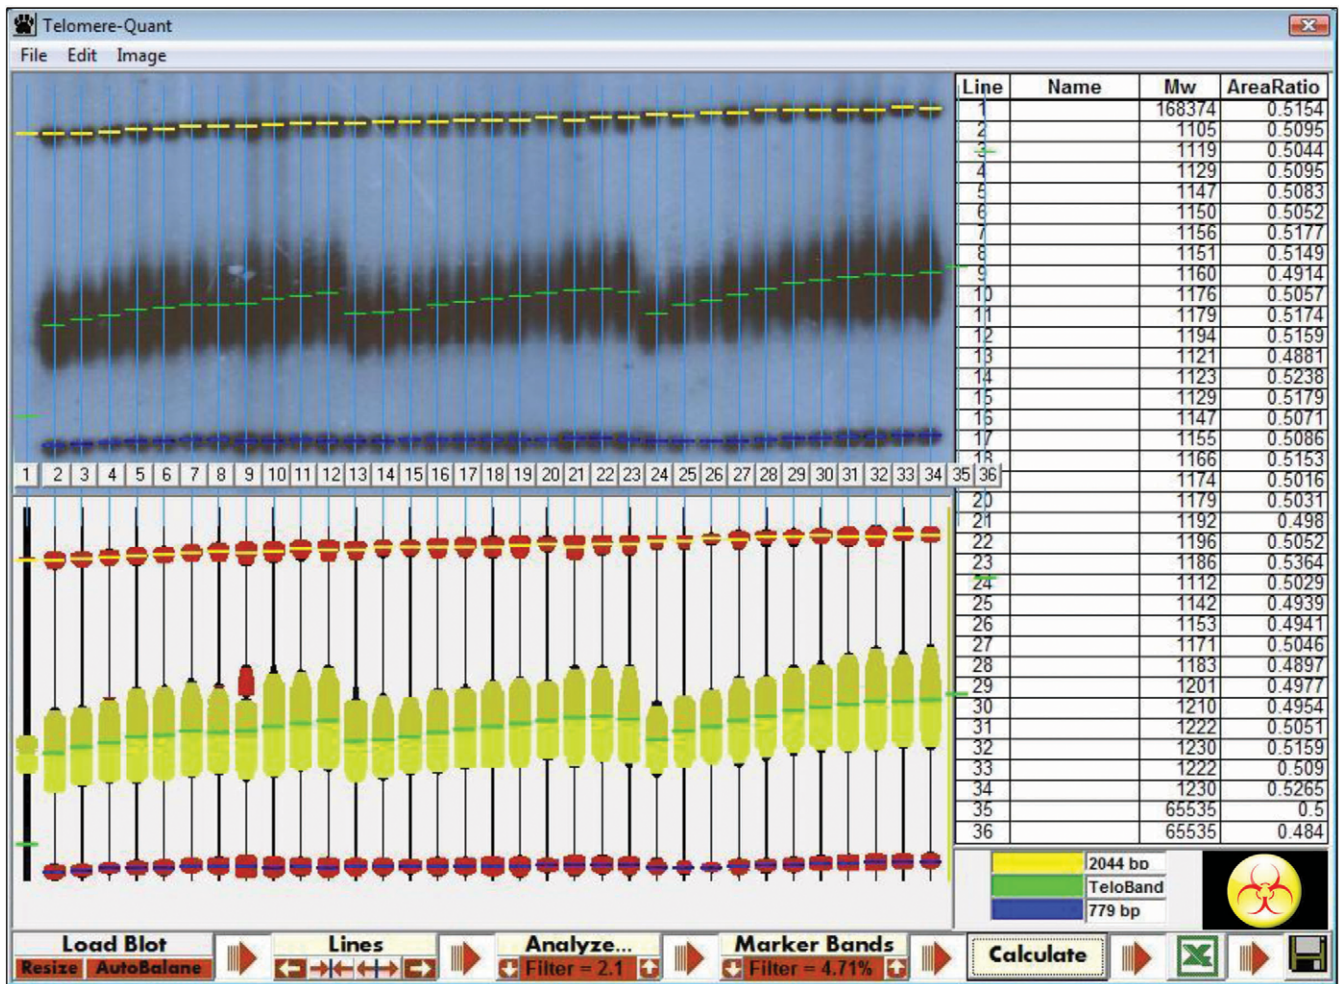 Telomere-Quant
File Edit Image
Line Name Mw AreaRatio
1 168374 0.5154
2 1105 0.5095
3 1119 0.5044
4 1129 0.5095
5 1147 0.5083
6 1150 0.5052
7 1156 0.5177
8 1151 0.5149
9 1160 0.4914
10 1176 0.5057
11 1179 0.5174
12 1194 0.5159
13 1121 0.4881
14 1123 0.5238
15 1129 0.5179
16 1147 0.5071
17 1155 0.5086
18 1166 0.5153
1174 0.5016
20 1179 0.5031
21 1192 0.498
22 1196 0.5052
23 1186 0.5364
24 1112 0.5029
25 1142 0.4939
26 1153 0.4941
27 1171 0.5046
28 1183 0.4897
29 1201 0.4977
30 1210 0.4954
31 1222 0.5051
32 1230 0.5159
33 1222 0.509
34 1230 0.5265
35 65535 0.5
36 65535 0.484
1 2 3 4 5 6 7 8 9 10 11 12 13 14 15 16 17 18 19 20 21 22 23 24 25 26 27 28 29 30 31 32 33 34 35 36
2044 bp
TeloBand
779 bp
Load Blot Lines Analyze... Marker Bands Calculate
Resize AutoBalane Filter = 2.1 Filter = 4.71%